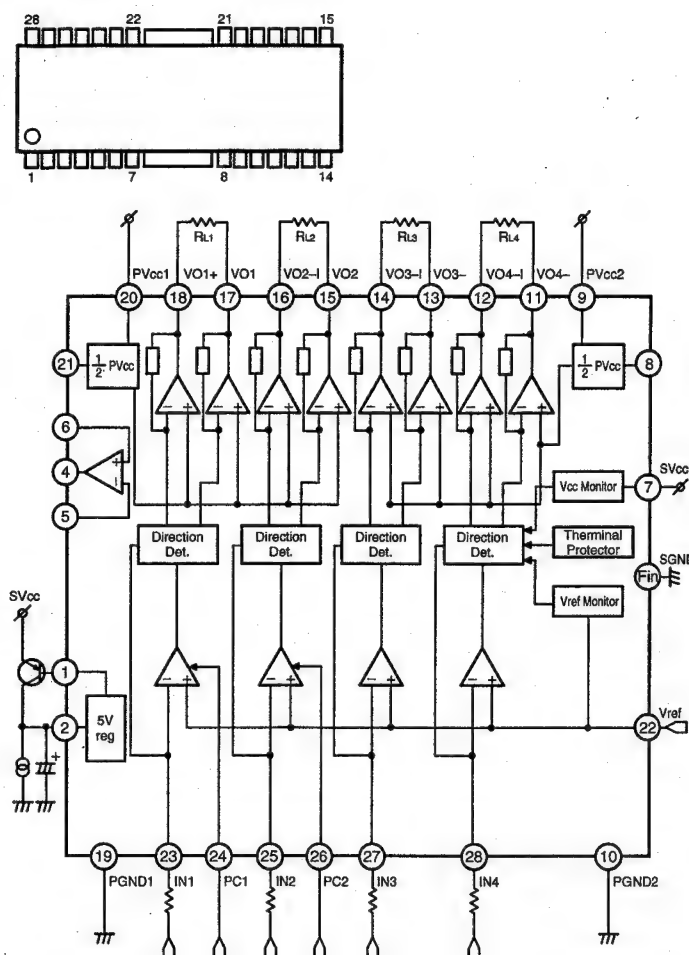 28 22 21 15
1 7 8 14
RL1 RL2 RL3 RL4
PVcc1 VO1+ VO1 VO2-I VO2 VO3-I VO3- VO4-I VO4- PVcc2
20 18 17 16 15 14 13 12 11 9
21 1/2 PVcc 1/2 PVcc 8
6
4
5
- + - + - + - + - + - + - + - +
+ -
Vcc Monitor 7 SVcc
Direction Det. Direction Det. Direction Det. Direction Det.
Therminal Protector
SGND
Fin
Vref Monitor
SVcc
1
2 5V reg
+
- + - + - + - +
Vref
22
19 23 24 25 26 27 28 10
PGND1 IN1 PC1 IN2 PC2 IN3 IN4 PGND2